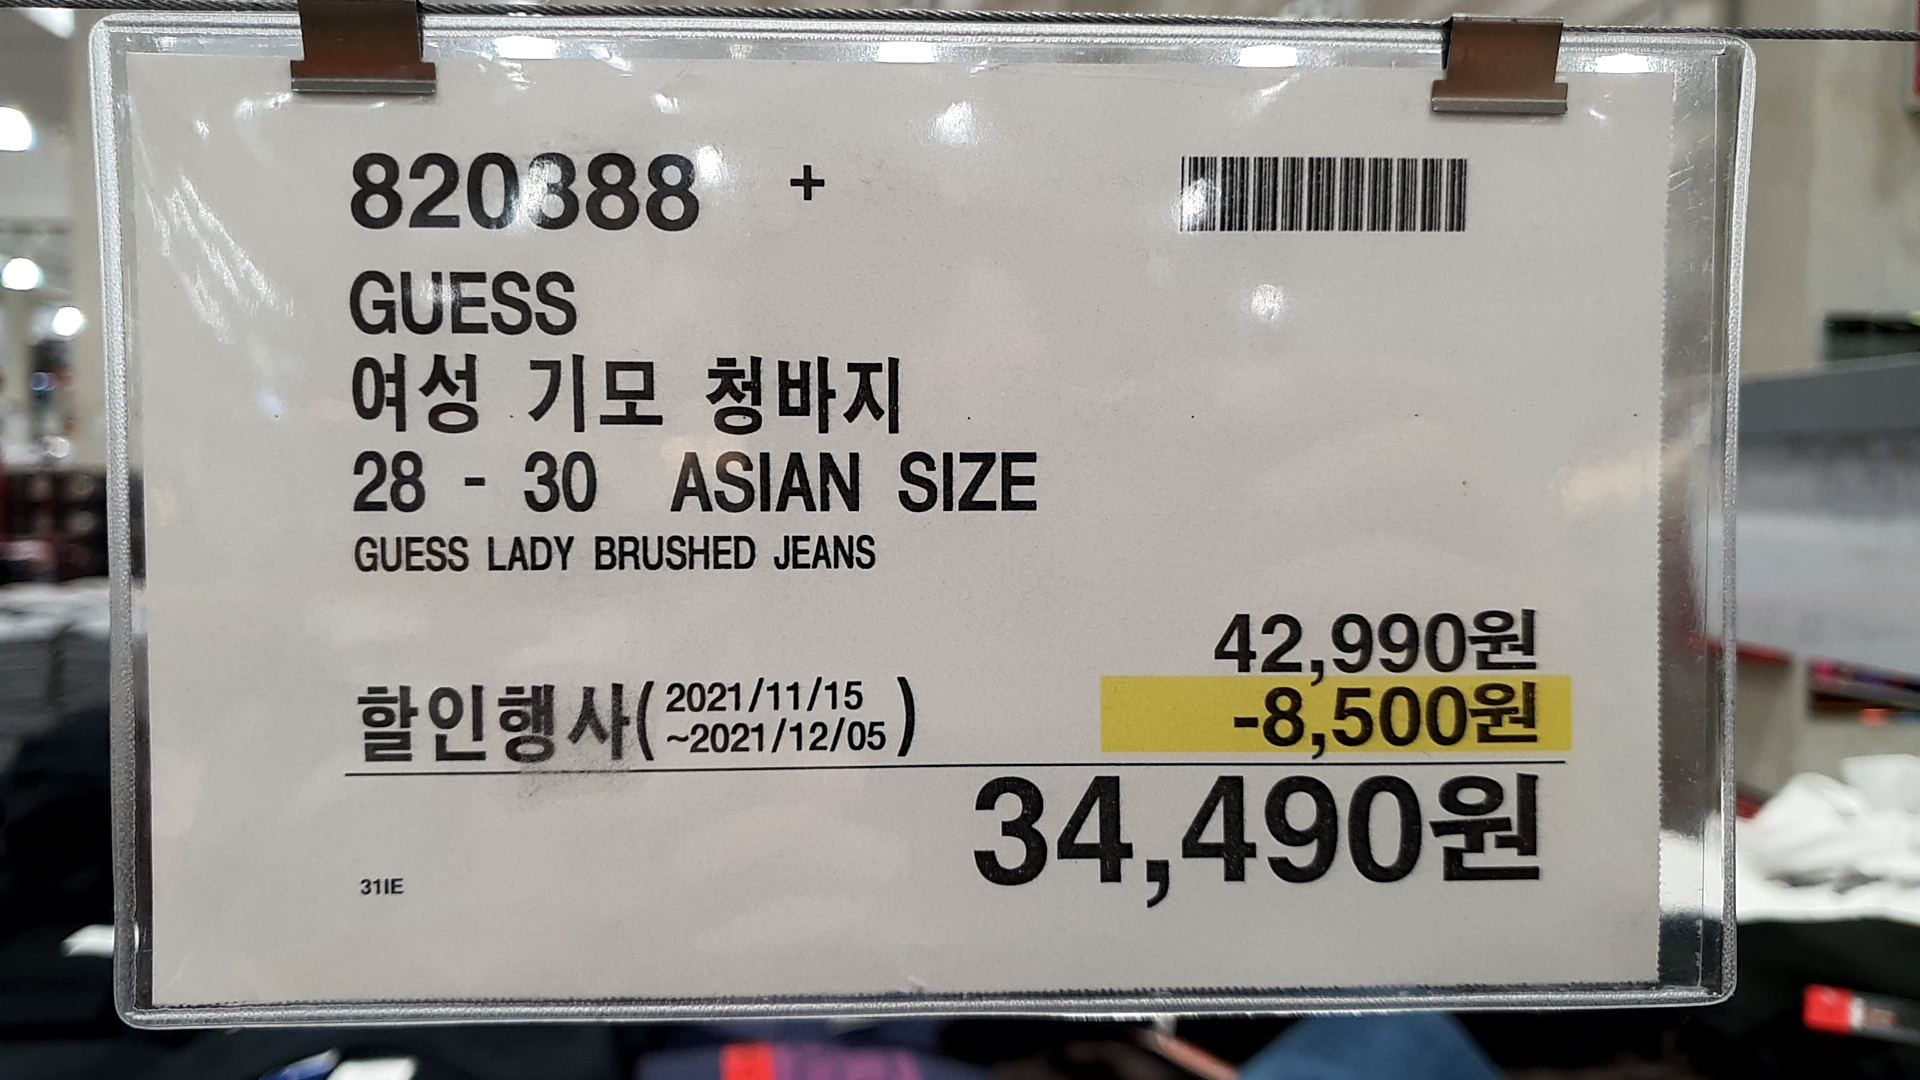 820388 +
GUESS
여성 기모 청바지
28 - 30 ASIAN SIZE
GUESS LADY BRUSHED JEANS
42,990원
할인행사(2021/11/15 ~2021/12/05) -8,500원
34,490원
31IE